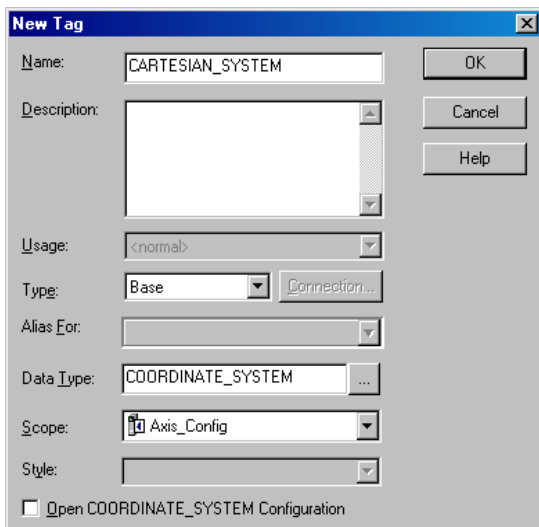 New Tag
Name: CARTESIAN_SYSTEM OK
Description: Cancel
Help
Usage: <normal>
Type: Base Connection...
Alias For:
Data Type: COORDINATE_SYSTEM ...
Scope: Axis_Config
Style:
Open COORDINATE_SYSTEM Configuration